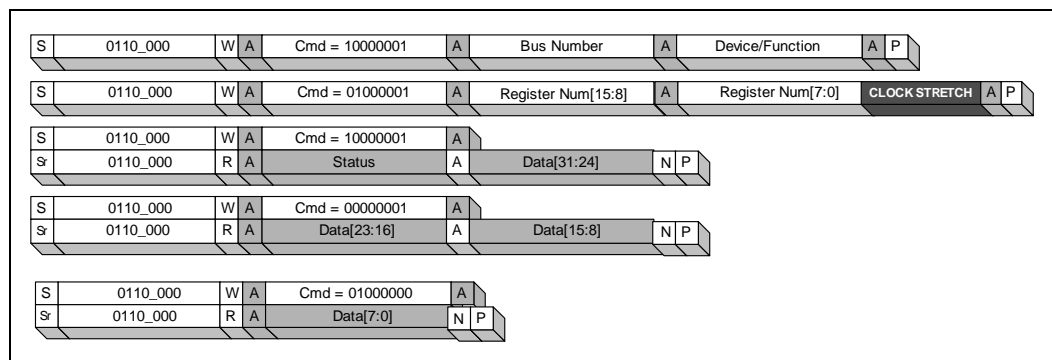 S 0110_000 W A Cmd = 10000001 A Bus Number A Device/Function A P
S 0110_000 W A Cmd = 01000001 A Register Num[15:8] A Register Num[7:0] CLOCK STRETCH A P
S 0110_000 W A Cmd = 10000001 A
Sr 0110_000 R A Status A Data[31:24] N P
S 0110_000 W A Cmd = 00000001 A
Sr 0110_000 R A Data[23:16] A Data[15:8] N P
S 0110_000 W A Cmd = 01000000 A
Sr 0110_000 R A Data[7:0] N P